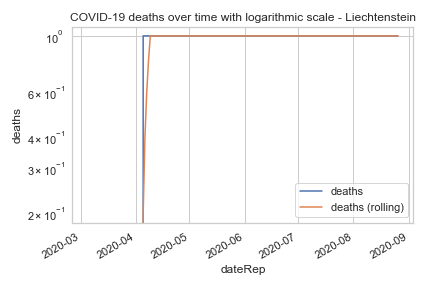 COVID-19 deaths over time with logarithmic scale - Liechtenstein
10⁰
6 × 10⁻¹
4 × 10⁻¹
3 × 10⁻¹
2 × 10⁻¹
deaths
deaths
deaths (rolling)
2020-03
2020-04
2020-05
2020-06
2020-07
2020-08
2020-09
dateRep